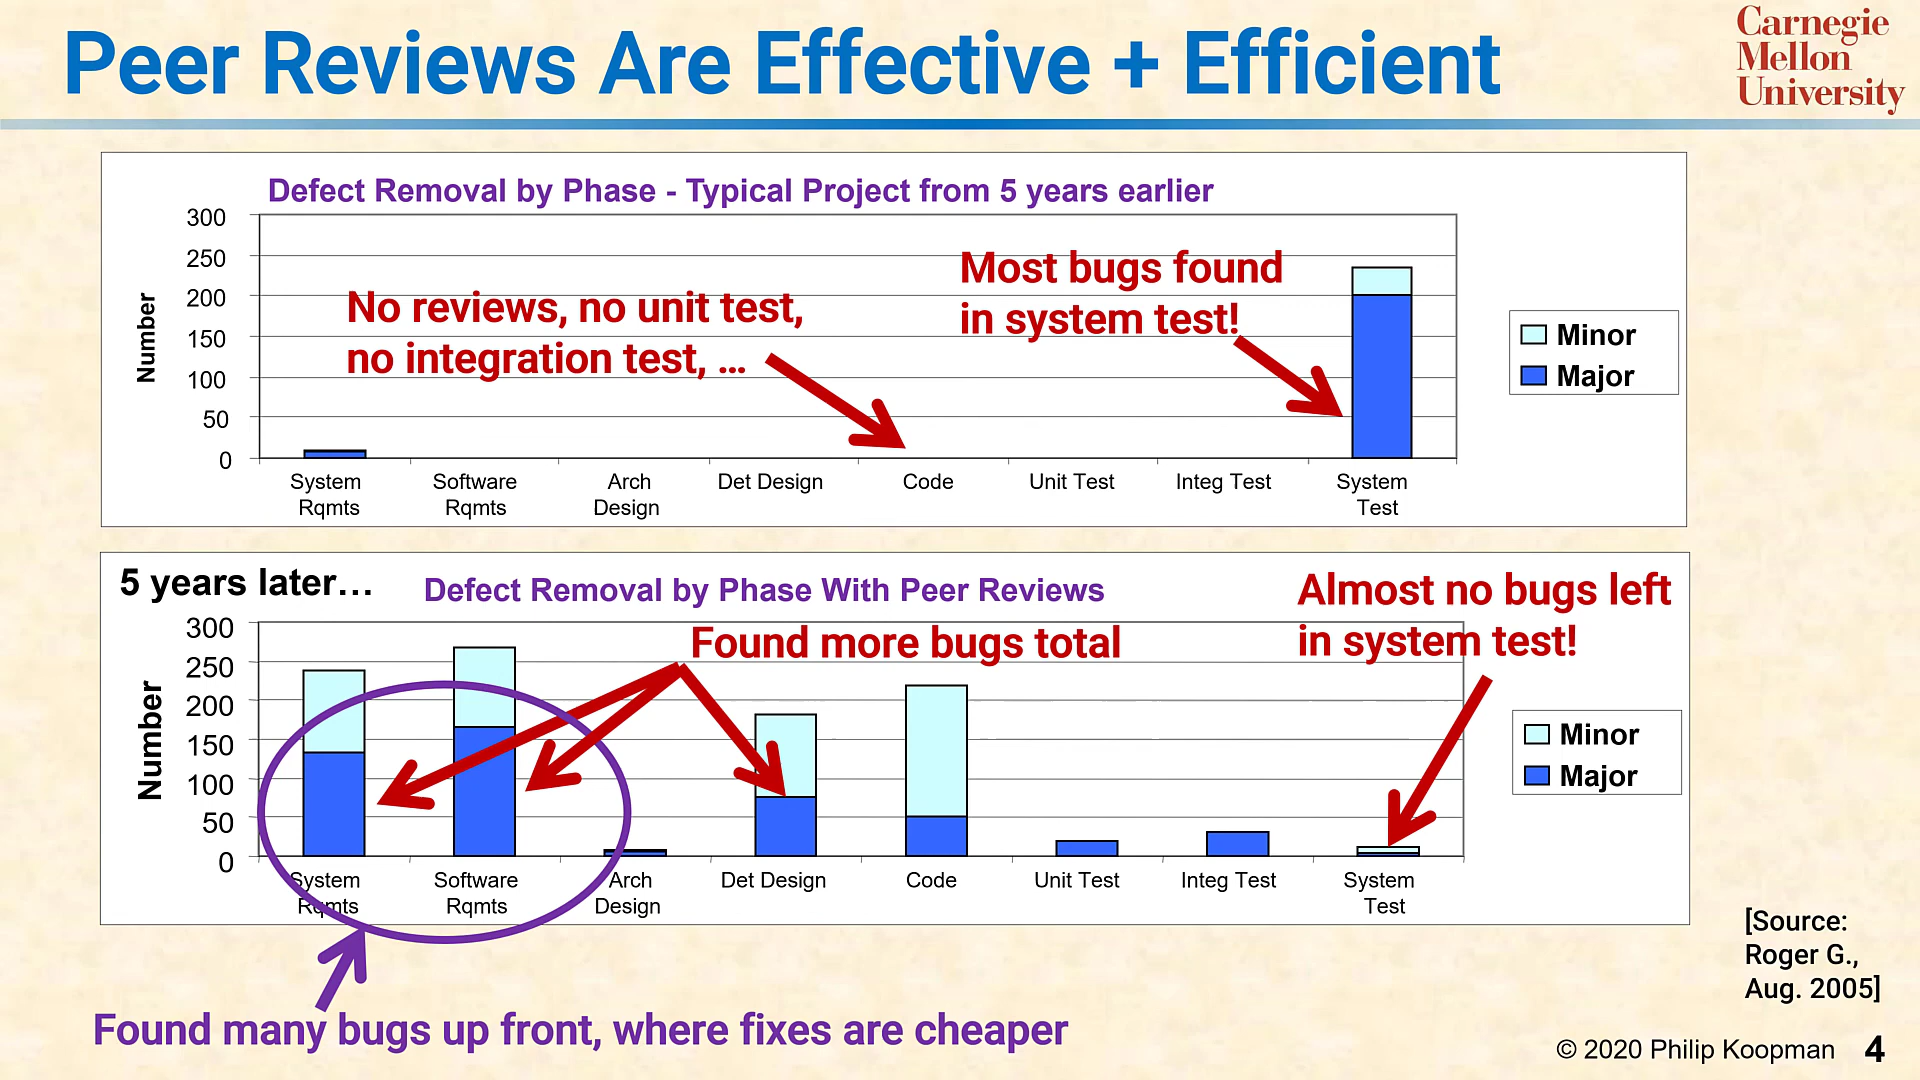 Peer Reviews Are Effective + Efficient
Carnegie
Mellon
University
Defect Removal by Phase - Typical Project from 5 years earlier
300
250
200
150
100
50
0
Number
No reviews, no unit test,
no integration test, ...
Most bugs found
in system test!
Minor
Major
System
Rqmts
Software
Rqmts
Arch
Design
Det Design
Code
Unit Test
Integ Test
System
Test
5 years later...
Defect Removal by Phase With Peer Reviews
Almost no bugs left
in system test!
Found more bugs total
300
250
200
150
100
50
0
Number
Minor
Major
System
Rqmts
Software
Rqmts
Arch
Design
Det Design
Code
Unit Test
Integ Test
System
Test
Found many bugs up front, where fixes are cheaper
[Source:
Roger G.,
Aug. 2005]
© 2020 Philip Koopman 4